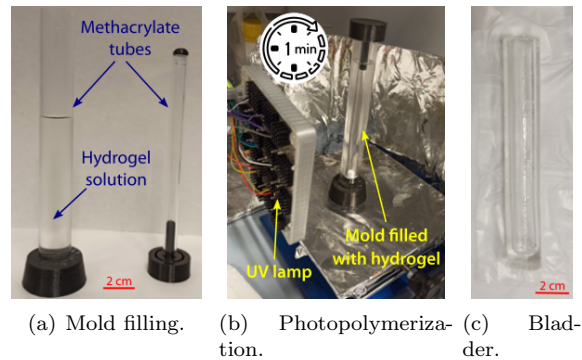 Methacrylate
tubes
Hydrogel
solution
2 cm
1 min
UV lamp
Mold filled
with hydrogel
2 cm
(a) Mold filling.
(b) Photopolymeriza-
tion.
(c) Blad-
der.